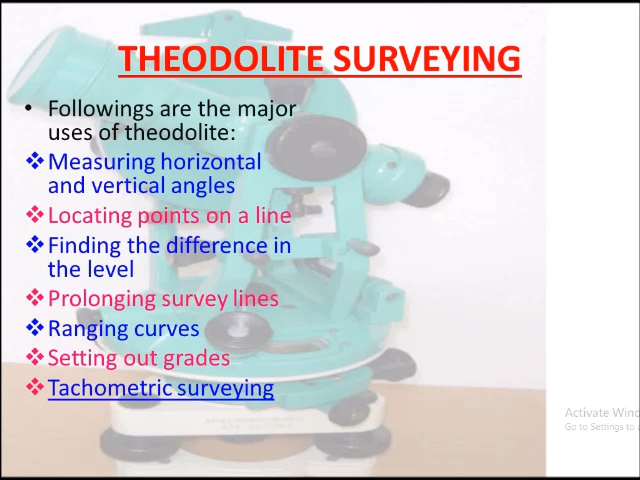 THEODOLITE SURVEYING
• Followings are the major
uses of theodolite:
❖Measuring horizontal
and vertical angles
❖Locating points on a line
❖Finding the difference in
the level
❖Prolonging survey lines
❖Ranging curves
❖Setting out grades
❖Tachometric surveying
Activate Wind
Go to Settings to a